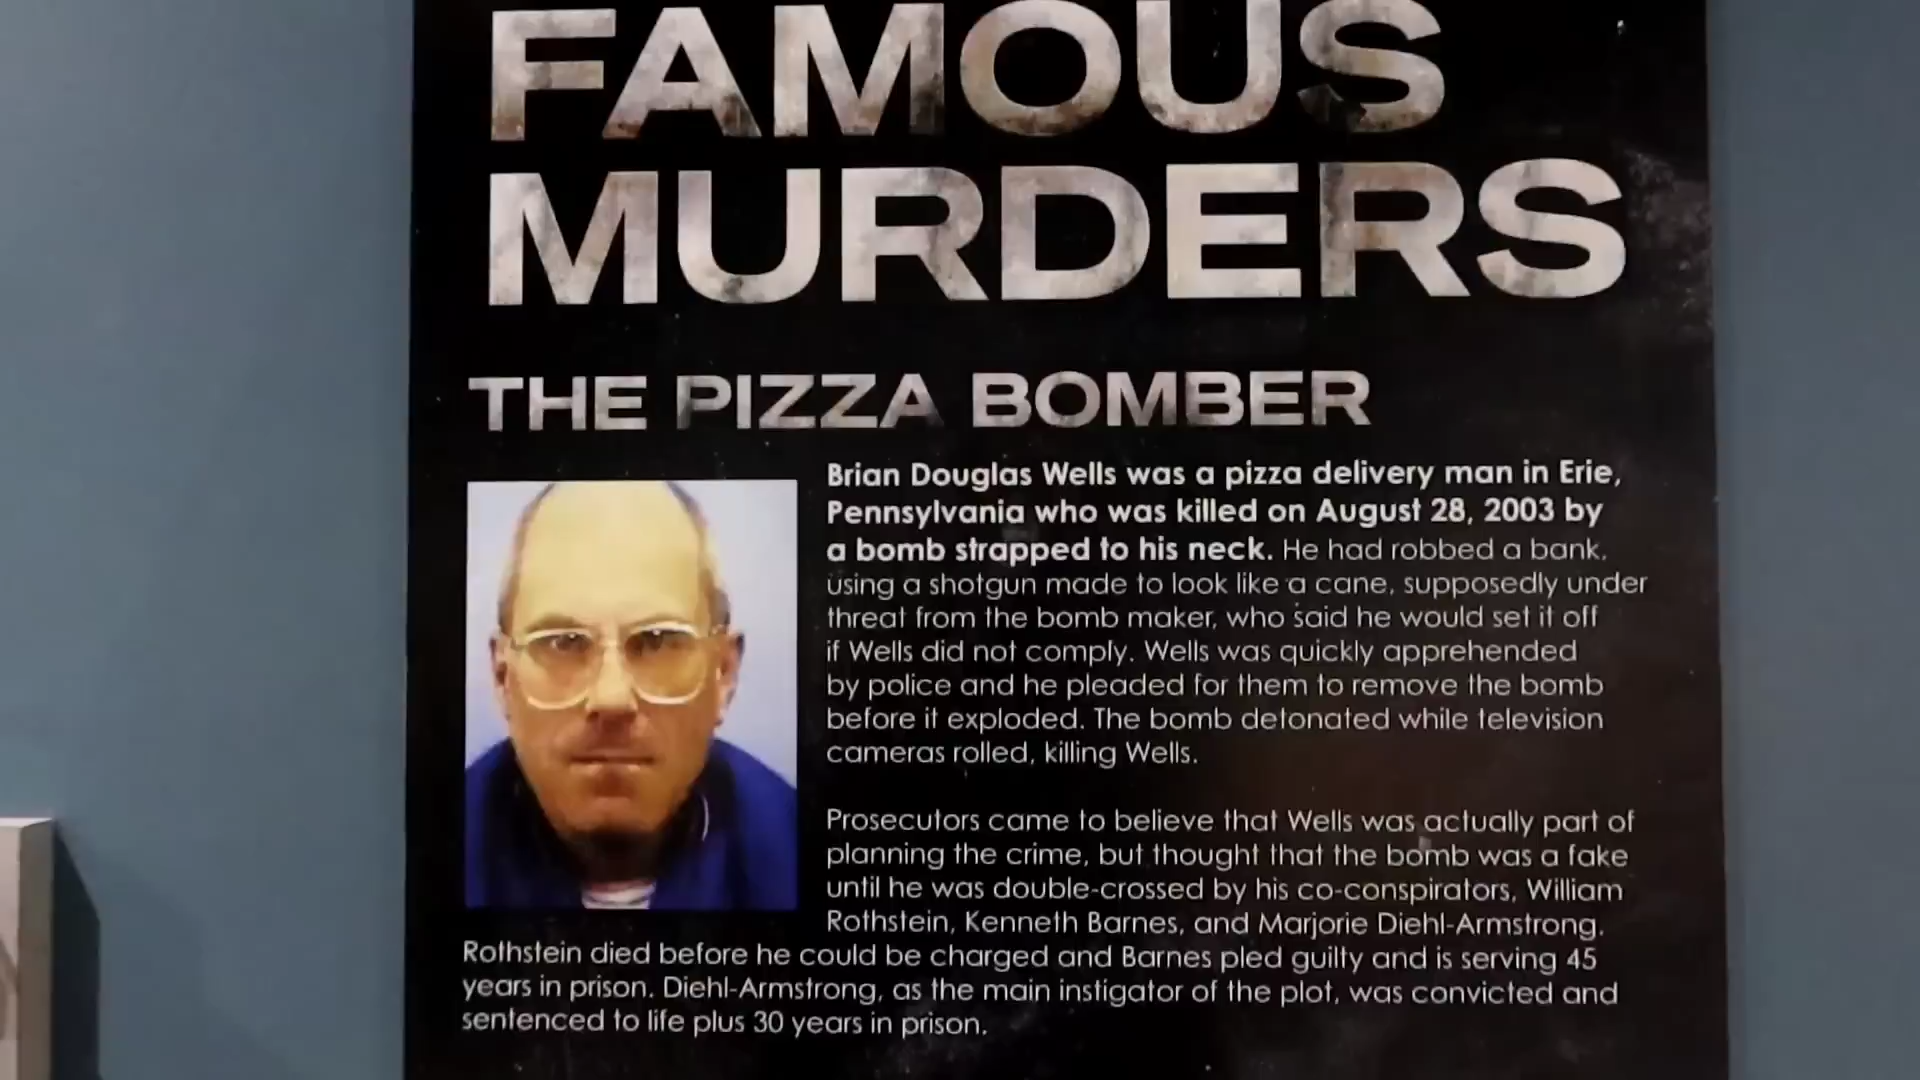 FAMOUS
MURDERS
THE PIZZA BOMBER
Brian Douglas Wells was a pizza delivery man in Erie,
Pennsylvania who was killed on August 28, 2003 by
a bomb strapped to his neck. He had robbed a bank,
using a shotgun made to look like a cane, supposedly under
threat from the bomb maker, who said he would set it off
if Wells did not comply. Wells was quickly apprehended
by police and he pleaded for them to remove the bomb
before it exploded. The bomb detonated while television
cameras rolled, killing Wells.
Prosecutors came to believe that Wells was actually part of
planning the crime, but thought that the bomb was a fake
until he was double-crossed by his co-conspirators, William
Rothstein, Kenneth Barnes, and Marjorie Diehl-Armstrong.
Rothstein died before he could be charged and Barnes pled guilty and is serving 45
years in prison. Diehl-Armstrong, as the main instigator of the plot, was convicted and
sentenced to life plus 30 years in prison.